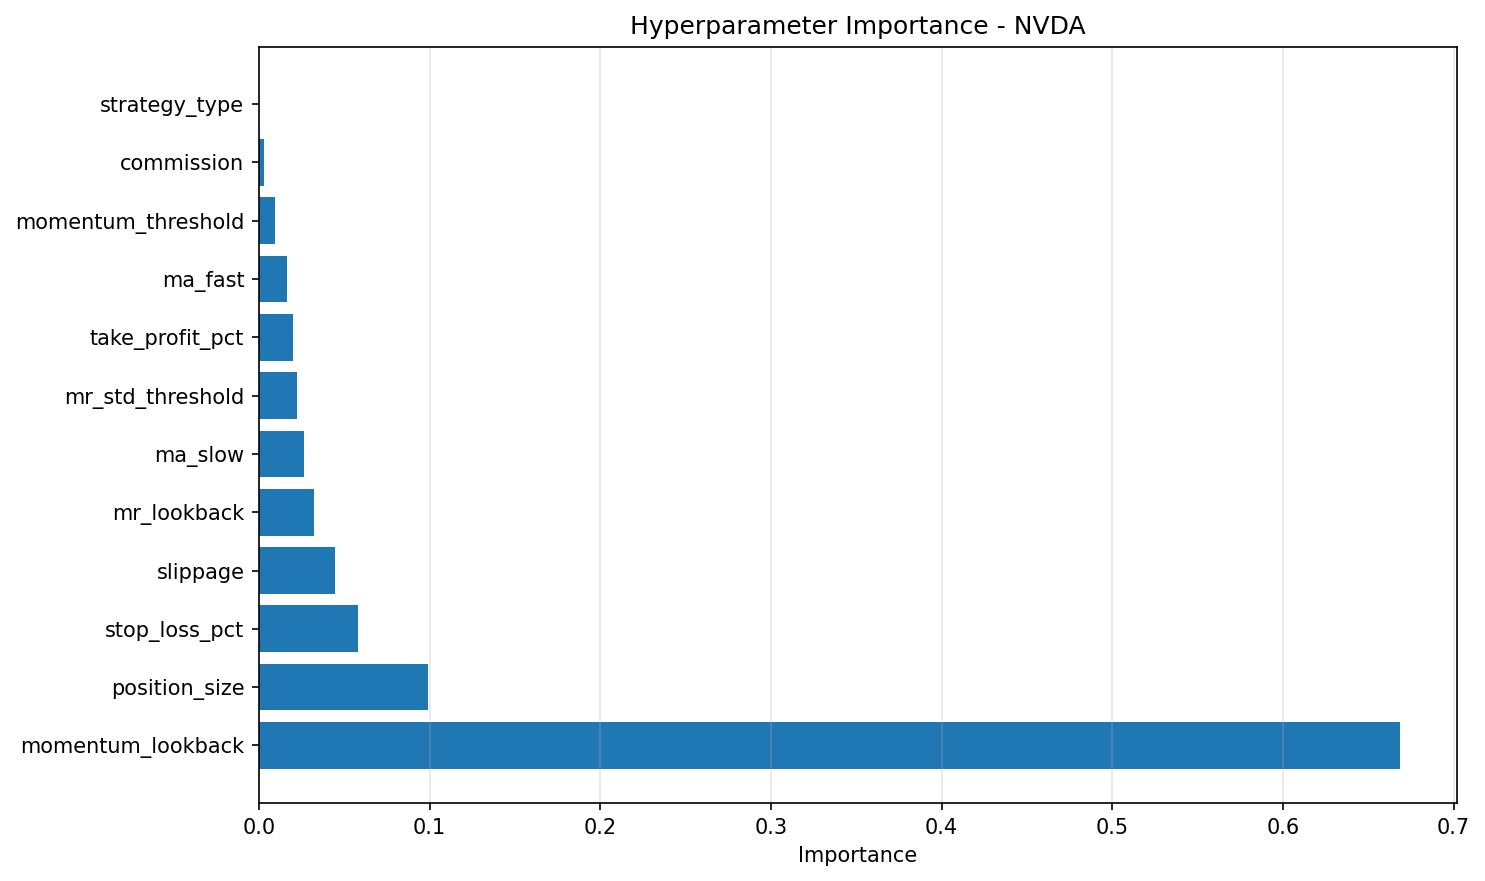 Hyperparameter Importance - NVDA
strategy_type
commission
momentum_threshold
ma_fast
take_profit_pct
mr_std_threshold
ma_slow
mr_lookback
slippage
stop_loss_pct
position_size
momentum_lookback
0.0 0.1 0.2 0.3 0.4 0.5 0.6 0.7
Importance